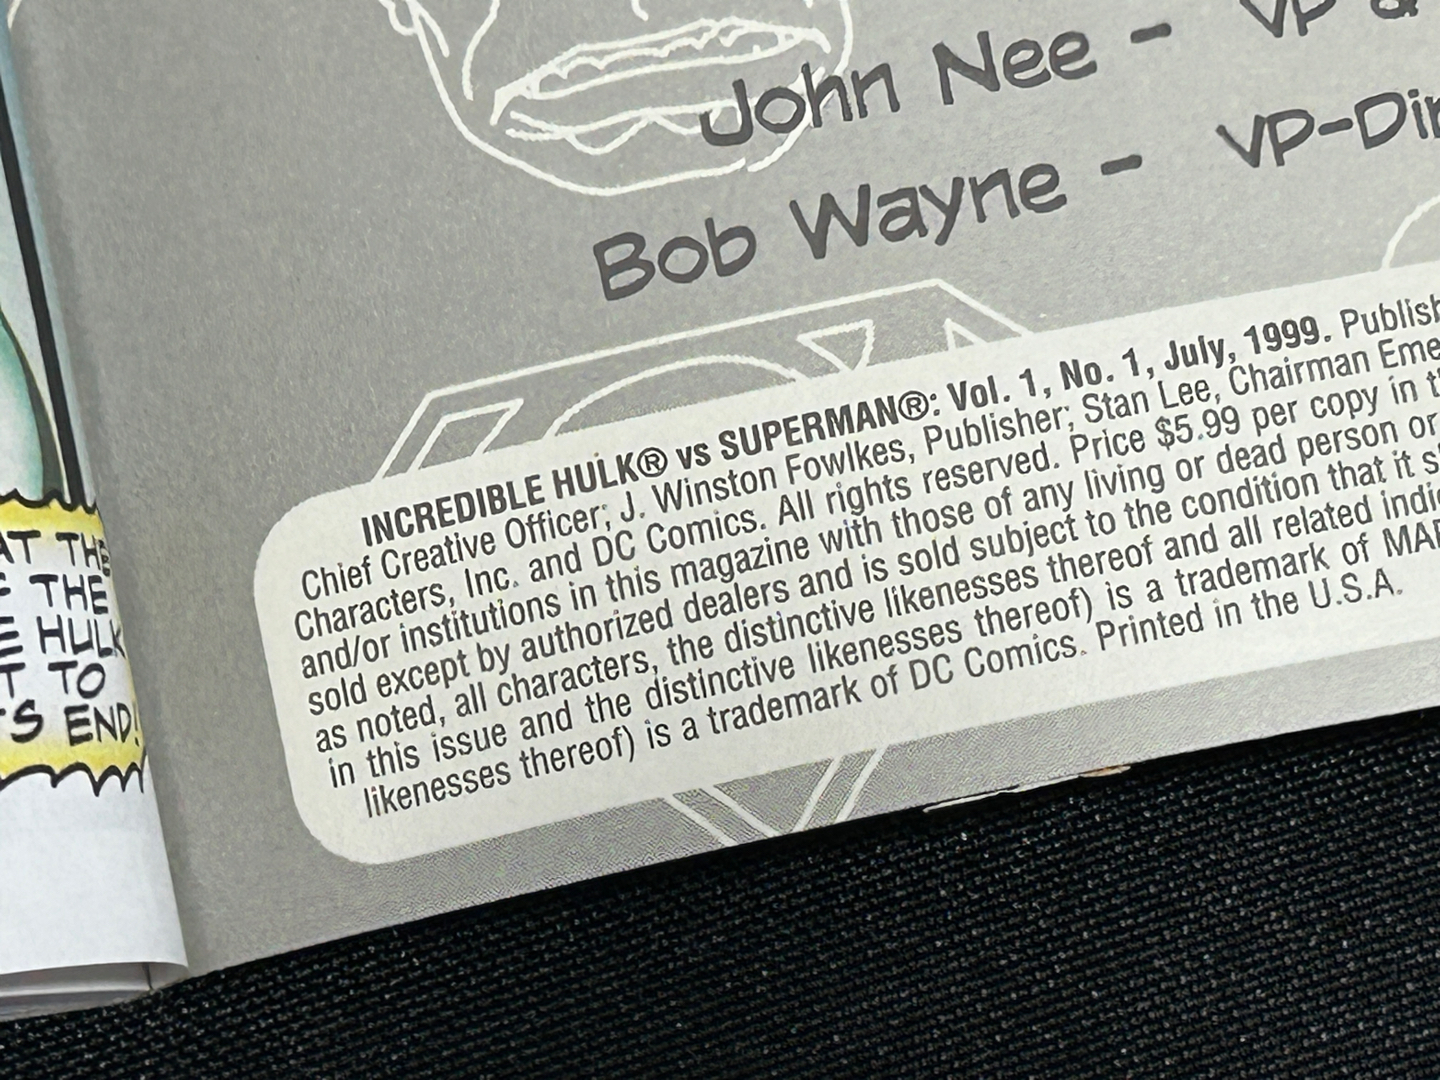 John Nee - VP &
Bob Wayne - VP-Dir
INCREDIBLE HULK® vs SUPERMAN®: Vol. 1, No. 1, July, 1999. Publish
Chief Creative Officer; J. Winston Fowlkes, Publisher; Stan Lee, Chairman Eme
Characters, Inc. and DC Comics. All rights reserved. Price $5.99 per copy in t
and/or institutions in this magazine with those of any living or dead person or
sold except by authorized dealers and is sold subject to the condition that it s
as noted, all characters, the distinctive likenesses thereof and all related indic
in this issue and the distinctive likenesses thereof) is a trademark of MAR
likenesses thereof) is a trademark of DC Comics. Printed in the U.S.A.
AT THE
THE
E HULK
T TO
'S END!